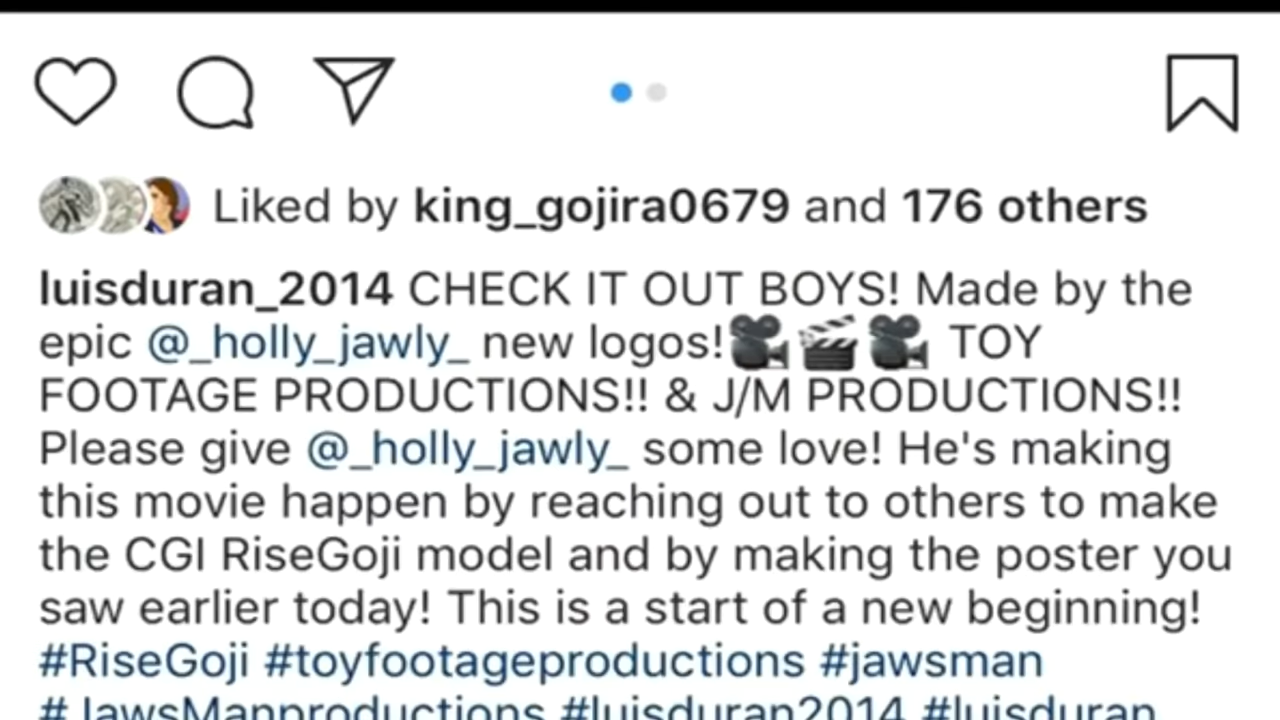 Liked by king_gojira0679 and 176 others
luisduran_2014 CHECK IT OUT BOYS! Made by the
epic @_holly_jawly_ new logos!🎥🎬🎥 TOY
FOOTAGE PRODUCTIONS!! & J/M PRODUCTIONS!!
Please give @_holly_jawly_ some love! He's making
this movie happen by reaching out to others to make
the CGI RiseGoji model and by making the poster you
saw earlier today! This is a start of a new beginning!
#RiseGoji #toyfootageproductions #jawsman
#JawsManproductions #luisduran2014 #luisduran